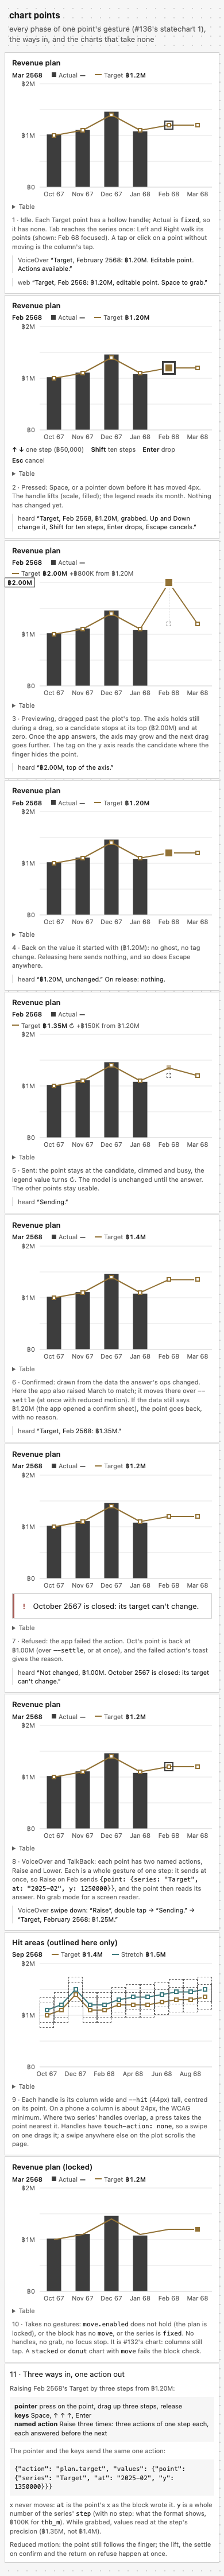 chart points
every phase of one point's gesture (#136's statechart 1),
the ways in, and the charts that take none
Revenue plan
Mar 2568 Actual — Target ฿1.2M
฿2M
฿1M
฿0
Oct 67 Nov 67 Dec 67 Jan 68 Feb 68 Mar 68
▶ Table
1 · Idle. Each Target point has a hollow handle; Actual is fixed, so
it has none. Tab reaches the series once: Left and Right walk its
points (shown: Feb 68 focused). A tap or click on a point without
moving is the column's tap.
VoiceOver “Target, February 2568: ฿1.20M. Editable point.
Actions available.”
web “Target, Feb 2568: ฿1.20M, editable point. Space to grab.”
Revenue plan
Feb 2568 Actual — Target ฿1.20M
฿2M
฿1M
฿0
Oct 67 Nov 67 Dec 67 Jan 68 Feb 68 Mar 68
↑ ↓ one step (฿50,000) Shift ten steps Enter drop
Esc cancel
▶ Table
2 · Pressed: Space, or a pointer down before it has moved 4px.
The handle lifts (scale, filled); the legend reads its month. Nothing
has changed yet.
heard “Target, Feb 2568, ฿1.20M, grabbed. Up and Down
change it, Shift for ten steps, Enter drops, Escape cancels.”
Revenue plan
Feb 2568 Actual —
Target ฿2.00M +฿800K from ฿1.20M
฿2.00M
฿1M
฿0
Oct 67 Nov 67 Dec 67 Jan 68 Feb 68 Mar 68
▶ Table
3 · Previewing, dragged past the plot's top. The axis holds still
during a drag, so a candidate stops at its top (฿2.00M) and at
zero. Once the app answers, the axis may grow and the next drag
goes further. The tag on the y axis reads the candidate where the
finger hides the point.
heard “฿2.00M, top of the axis.”
Revenue plan
Feb 2568 Actual — Target ฿1.20M
฿2M
฿1M
฿0
Oct 67 Nov 67 Dec 67 Jan 68 Feb 68 Mar 68
▶ Table
4 · Back on the value it started with (฿1.20M): no ghost, no tag
change. Releasing here sends nothing, and so does Escape
anywhere.
heard “฿1.20M, unchanged.” On release: nothing.
Revenue plan
Feb 2568 Actual —
Target ฿1.35M ↻ +฿150K from ฿1.20M
฿2M
฿1M
฿0
Oct 67 Nov 67 Dec 67 Jan 68 Feb 68 Mar 68
▶ Table
5 · Sent: the point stays at the candidate, dimmed and busy, the
legend value turns ↻. The model is unchanged until the answer.
The other points stay usable.
heard “Sending.”
Revenue plan
Mar 2568 Actual — Target ฿1.4M
฿2M
฿1M
฿0
Oct 67 Nov 67 Dec 67 Jan 68 Feb 68 Mar 68
▶ Table
6 · Confirmed: drawn from the data the answer's ops changed.
Here the app also raised March to match; it moves there over --
settle (at once with reduced motion). If the data still says
฿1.20M (the app opened a confirm sheet), the point goes back,
with no reason.
heard “Target, Feb 2568: ฿1.35M.”
Revenue plan
Mar 2568 Actual — Target ฿1.2M
฿2M
฿1M
฿0
Oct 67 Nov 67 Dec 67 Jan 68 Feb 68 Mar 68
! October 2567 is closed: its target can't change.
▶ Table
7 · Refused: the app failed the action. Oct's point is back at
฿1.00M (over --settle, or at once), and the failed action's toast
gives the reason.
heard “Not changed, ฿1.00M. October 2567 is closed: its target
can't change.”
Revenue plan
Mar 2568 Actual — Target ฿1.2M
฿2M
฿1M
฿0
Oct 67 Nov 67 Dec 67 Jan 68 Feb 68 Mar 68
▶ Table
8 · VoiceOver and TalkBack: each point has two named actions,
Raise and Lower. Each is a whole gesture of one step: it sends at
once, so Raise on Feb sends {point: {series: "Target",
at: "2025-02", y: 1250000}}, and the point then reads its
answer. No grab mode for a screen reader.
VoiceOver swipe down: “Raise”, double tap → “Sending.” →
“Target, February 2568: ฿1.25M.”
Hit areas (outlined here only)
Sep 2568 Target ฿1.4M Stretch ฿1.5M
฿2M
฿1M
฿0
Oct 67 Dec 67 Feb 68 Apr 68 Jun 68 Aug 68
▶ Table
9 · Each handle is its column wide and --hit (44px) tall, centred
on it. On a phone a column is about 24px, the WCAG
minimum. Where two series' handles overlap, a press takes the
point nearest it. Handles have touch-action: none, so a swipe
on one drags it; a swipe anywhere else on the plot scrolls the
page.
Revenue plan (locked)
Mar 2568 Actual — Target ฿1.2M
฿2M
฿1M
฿0
Oct 67 Nov 67 Dec 67 Jan 68 Feb 68 Mar 68
▶ Table
10 · Takes no gestures: move.enabled does not hold (the plan is
locked), or the block has no move, or the series is fixed. No
handles, no grab, no focus stop. It is #132's chart: columns still
tap. A stacked or donut chart with move fails the block check.
11 · Three ways in, one action out
Raising Feb 2568's Target by three steps from ฿1.20M:
pointer press on the point, drag up three steps, release
keys Space, ↑ ↑ ↑, Enter
named action Raise three times: three actions of one step each,
each answered before the next
The pointer and the keys send the same one action:
{"action": "plan.target", "values": {"point":
{"series": "Target", "at": "2025-02", "y":
1350000}}}
x never moves: at is the point's x as the block wrote it. y is a whole
number of the series' step (with no step: what the format shows,
฿100K for thb_m). While grabbed, values read at the step's
precision (฿1.35M, not ฿1.4M).
Reduced motion: the point still follows the finger; the lift, the settle
on confirm and the return on refuse happen at once.